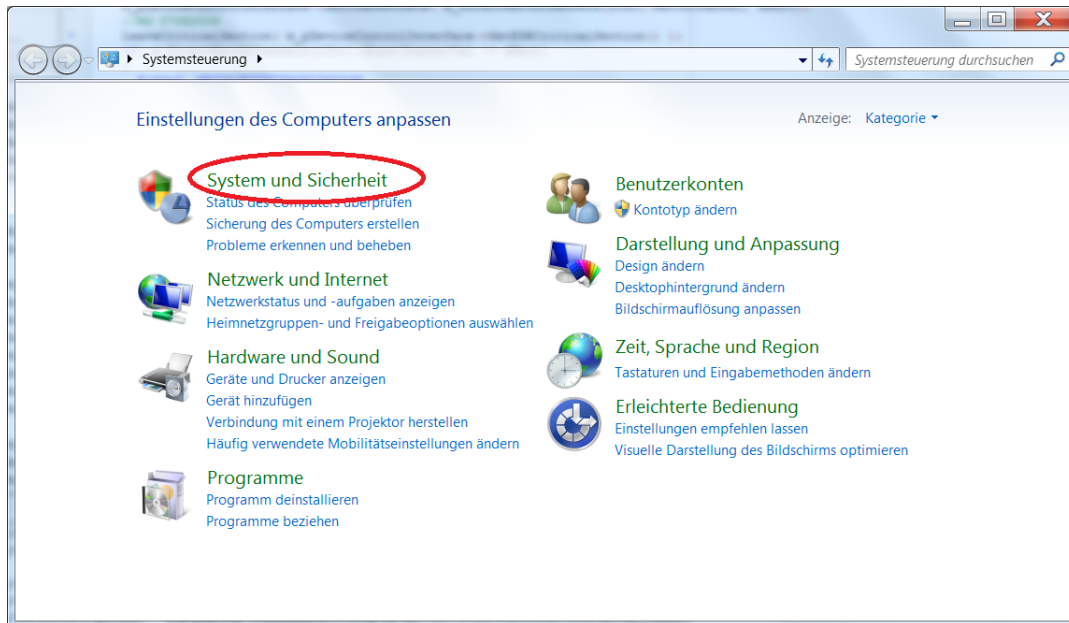 Systemsteuerung
Systemsteuerung durchsuchen
Einstellungen des Computers anpassen
Anzeige: Kategorie
System und Sicherheit
Status des Computers überprüfen
Sicherung des Computers erstellen
Probleme erkennen und beheben
Netzwerk und Internet
Netzwerkstatus und -aufgaben anzeigen
Heimnetzgruppen- und Freigabeoptionen auswählen
Hardware und Sound
Geräte und Drucker anzeigen
Gerät hinzufügen
Verbindung mit einem Projektor herstellen
Häufig verwendete Mobilitätseinstellungen ändern
Programme
Programm deinstallieren
Programme beziehen
Benutzerkonten
Kontotyp ändern
Darstellung und Anpassung
Design ändern
Desktophintergrund ändern
Bildschirmauflösung anpassen
Zeit, Sprache und Region
Tastaturen und Eingabemethoden ändern
Erleichterte Bedienung
Einstellungen empfehlen lassen
Visuelle Darstellung des Bildschirms optimieren